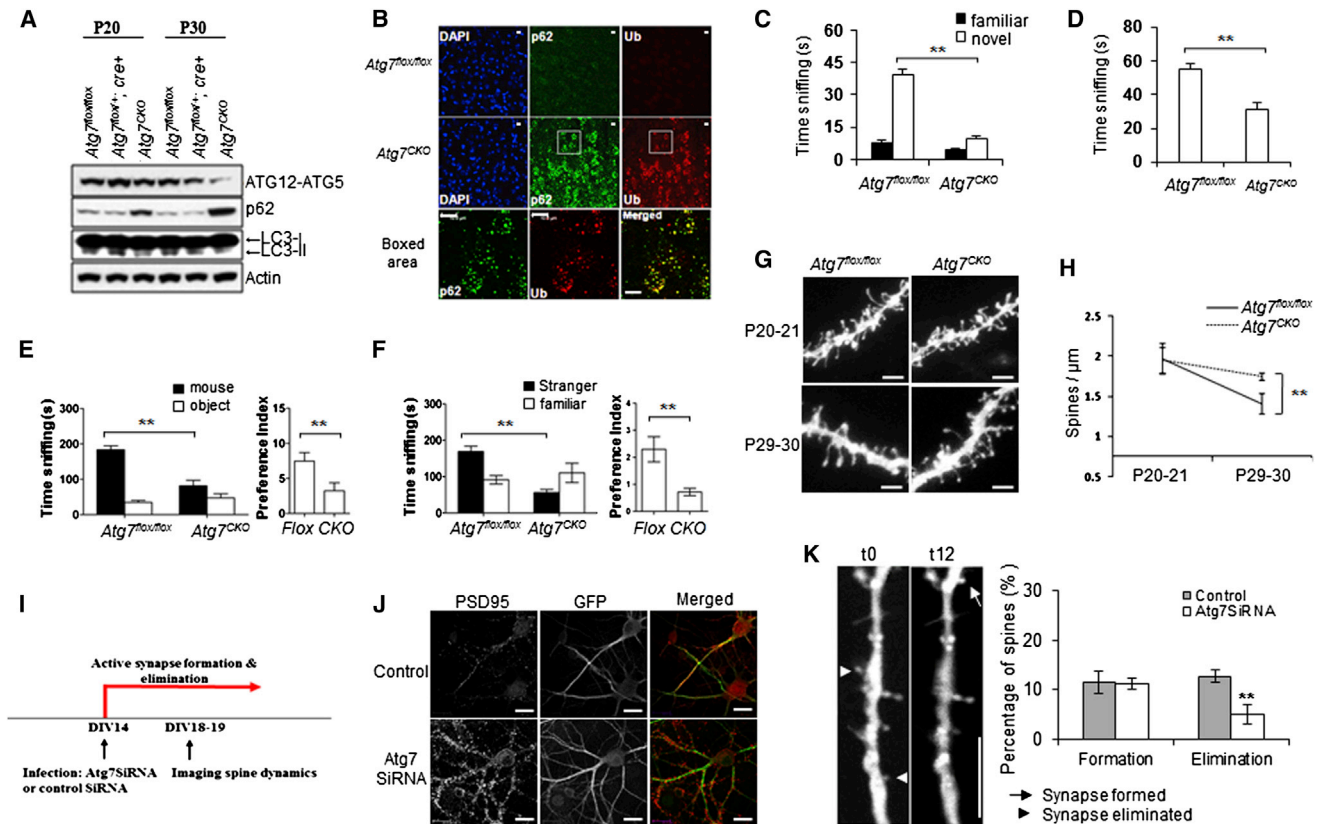 A
P20 P30
Atg7flox/flox
Atg7flox/+; cre+
Atg7CKO
Atg7flox/flox
Atg7flox/+; cre+
Atg7CKO
ATG12-ATG5
p62
LC3-I
LC3-II
Actin
B
DAPI p62 Ub
Atg7flox/flox
Atg7CKO
DAPI p62 Ub
Boxed area
p62 Ub Merged
C
familiar
novel
**
Time sniffing (s)
60
45
30
15
0
Atg7flox/flox Atg7CKO
D
**
Time sniffing (s)
80
60
40
20
0
Atg7flox/flox Atg7CKO
E
mouse
object
Time sniffing(s)
300
200
100
0
**
Atg7flox/flox Atg7CKO
Preference Index
15
10
5
0
**
Flox CKO
F
Stranger
familiar
Time sniffing(s)
300
200
100
0
**
Atg7flox/flox Atg7CKO
Preference Index
4
3
2
1
0
**
Flox CKO
G
Atg7flox/flox Atg7CKO
P20-21
P29-30
H
Atg7flox/flox
Atg7CKO
Spines / µm
2.5
2
1.5
1
0.5
**
P20-21 P29-30
I
Active synapse formation &
elimination
DIV14 DIV18-19
Infection: Atg7SiRNA
or control SiRNA
Imaging spine dynamics
J
PSD95 GFP Merged
Control
Atg7
SiRNA
K
t0 t12
Percentage of spines (%)
30
20
10
0
Control
Atg7SiRNA
**
Formation Elimination
Synapse formed
Synapse eliminated